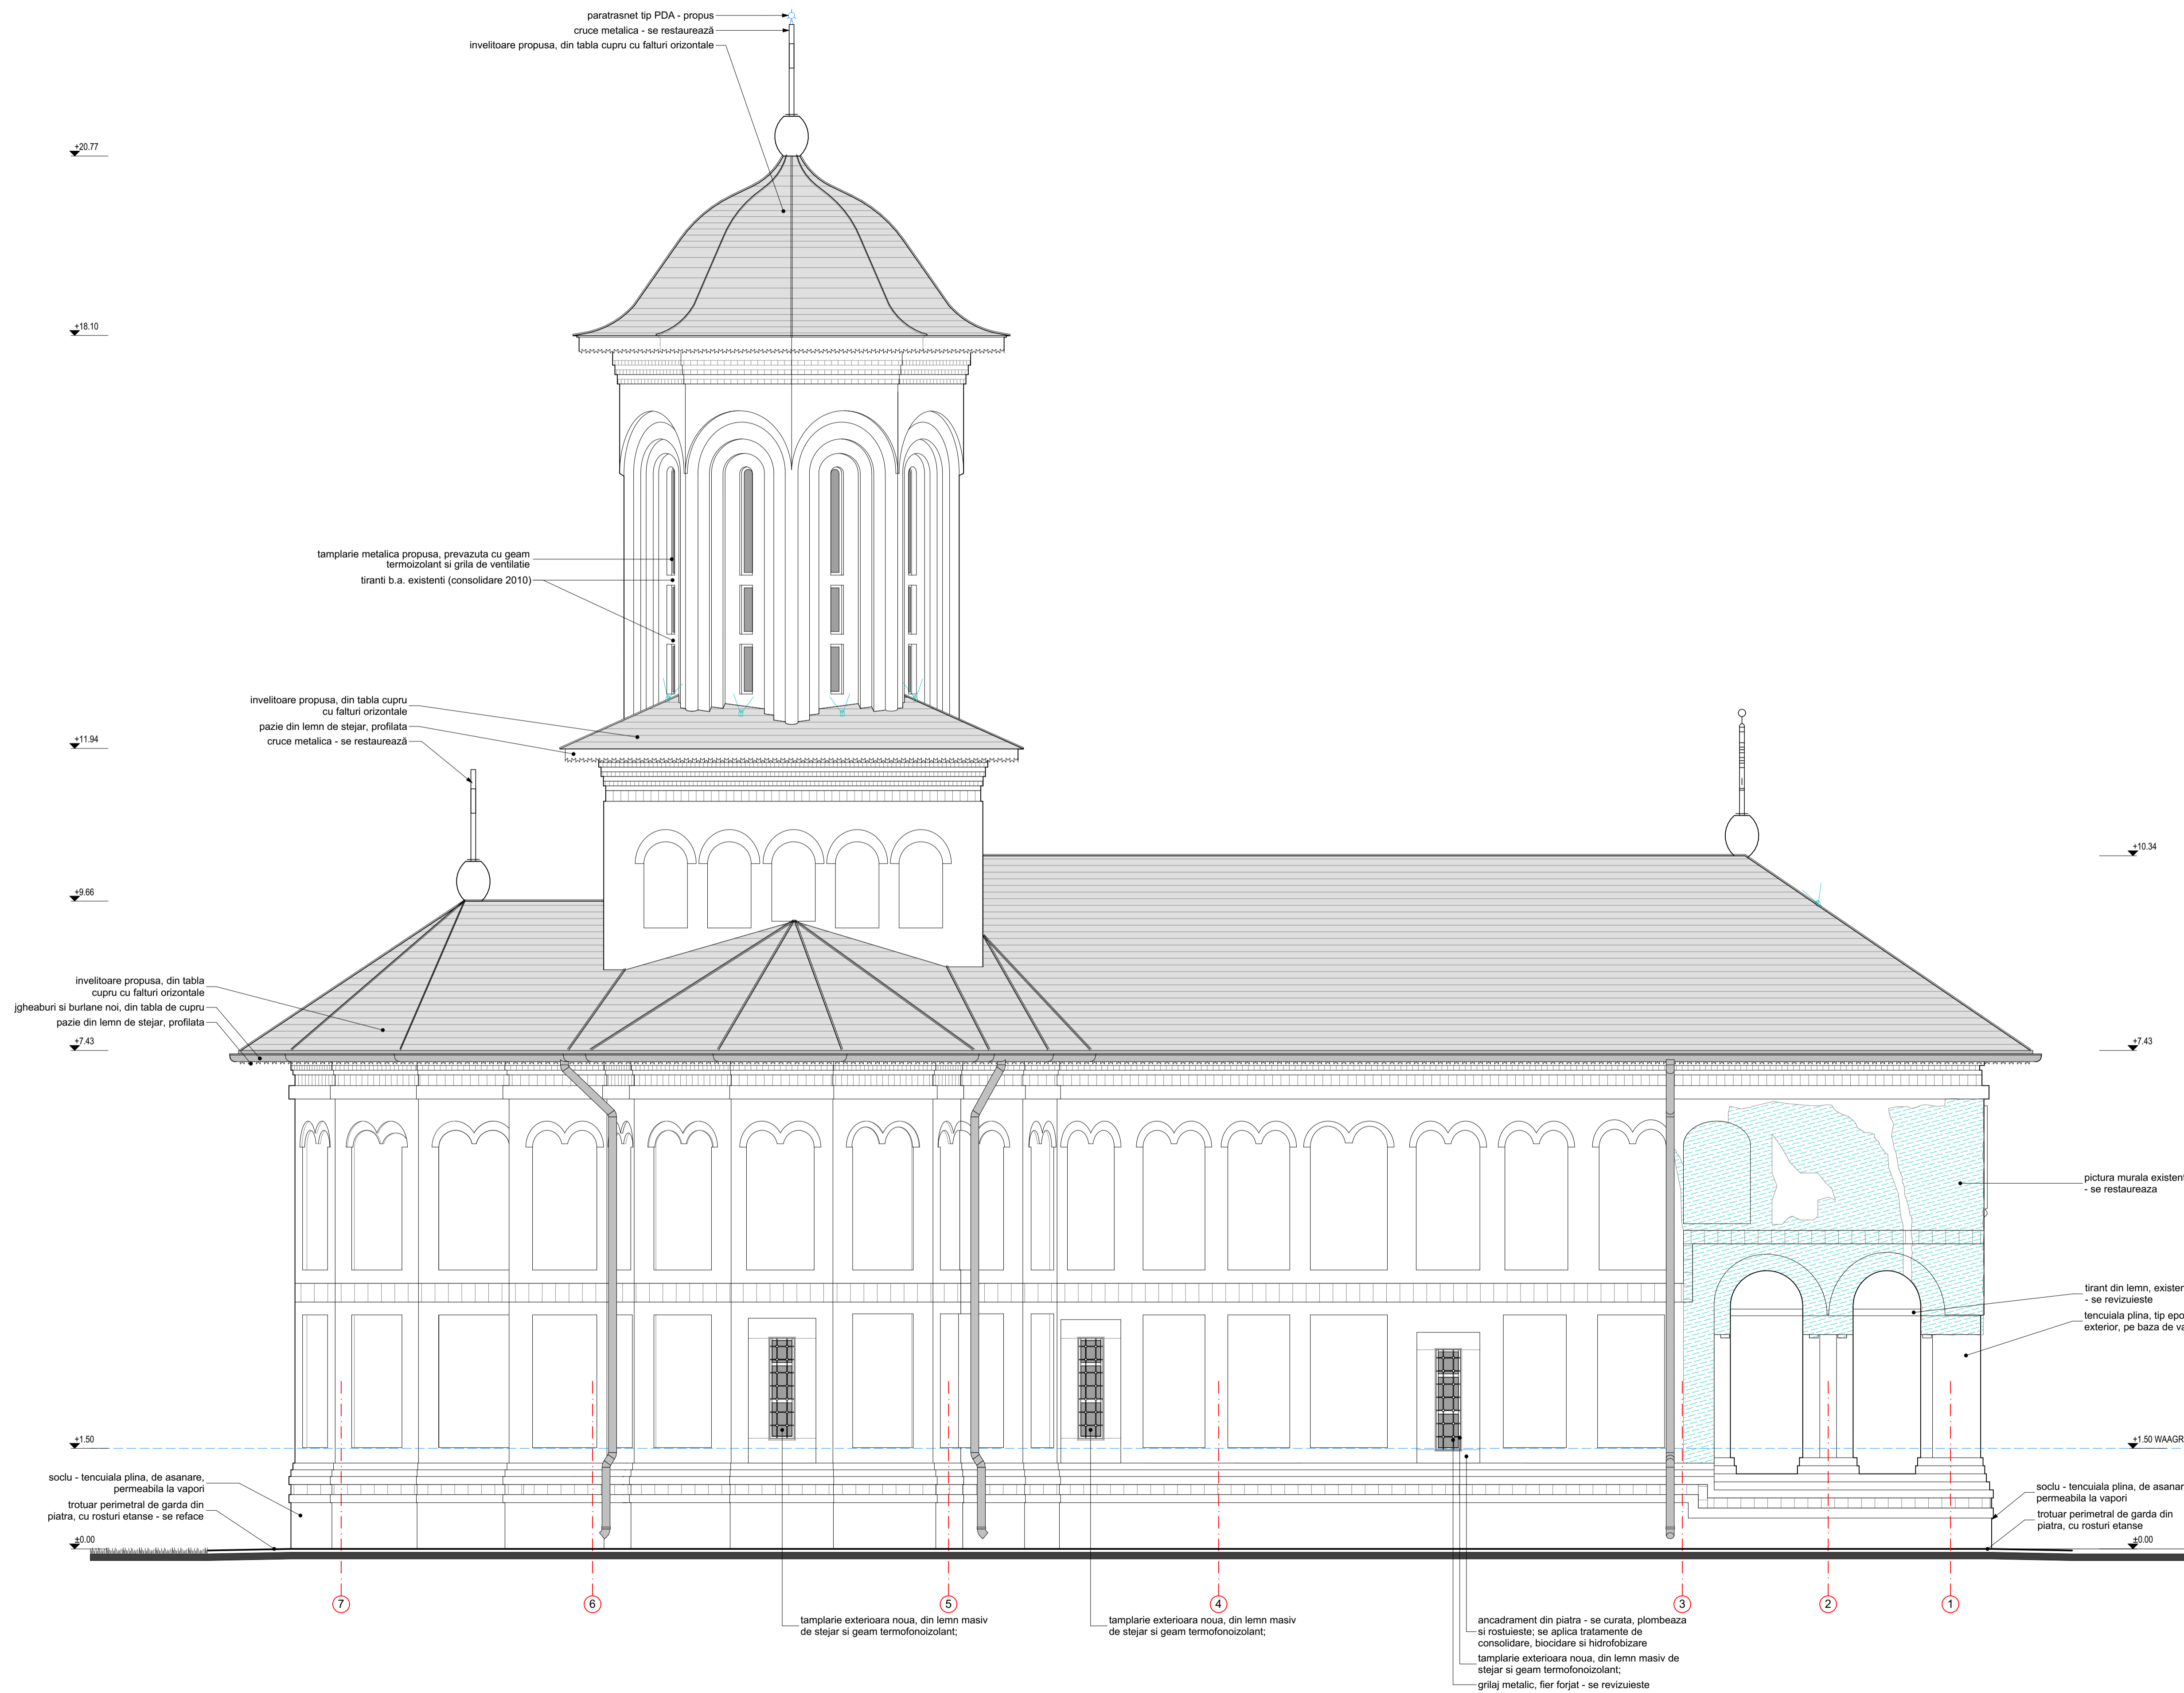 paratrasnet tip PDA - propus
cruce metalica - se restaurează
invelitoare propusa, din tabla cupru cu falturi orizontale
+20.77
+18.10
tamplarie metalica propusa, prevazuta cu geam
termoizolant si grila de ventilatie
tiranti b.a. existenti (consolidare 2010)
invelitoare propusa, din tabla cupru
cu falturi orizontale
pazie din lemn de stejar, profilata
cruce metalica - se restaurează
+11.94
+10.34
+9.66
invelitoare propusa, din tabla
cupru cu falturi orizontale
jgheaburi si burlane noi, din tabla de cupru
pazie din lemn de stejar, profilata
+7.43
+7.43
pictura murala existent
- se restaureaza
tirant din lemn, existen
- se revizuieste
tencuiala plina, tip epo
exterior, pe baza de va
+1.50
+1.50 WAAGR
soclu - tencuiala plina, de asanare,
permeabila la vapori
trotuar perimetral de garda din
piatra, cu rosturi etanse - se reface
soclu - tencuiala plina, de asanar
permeabila la vapori
trotuar perimetral de garda din
piatra, cu rosturi etanse
±0.00
±0.00
7
6
5
4
3
2
1
tamplarie exterioara noua, din lemn masiv
de stejar si geam termofonoizolant;
tamplarie exterioara noua, din lemn masiv
de stejar si geam termofonoizolant;
ancadrament din piatra - se curata, plombeaza
si rostuieste; se aplica tratamente de
consolidare, biocidare si hidrofobizare
tamplarie exterioara noua, din lemn masiv de
stejar si geam termofonoizolant;
grilaj metalic, fier forjat - se revizuieste